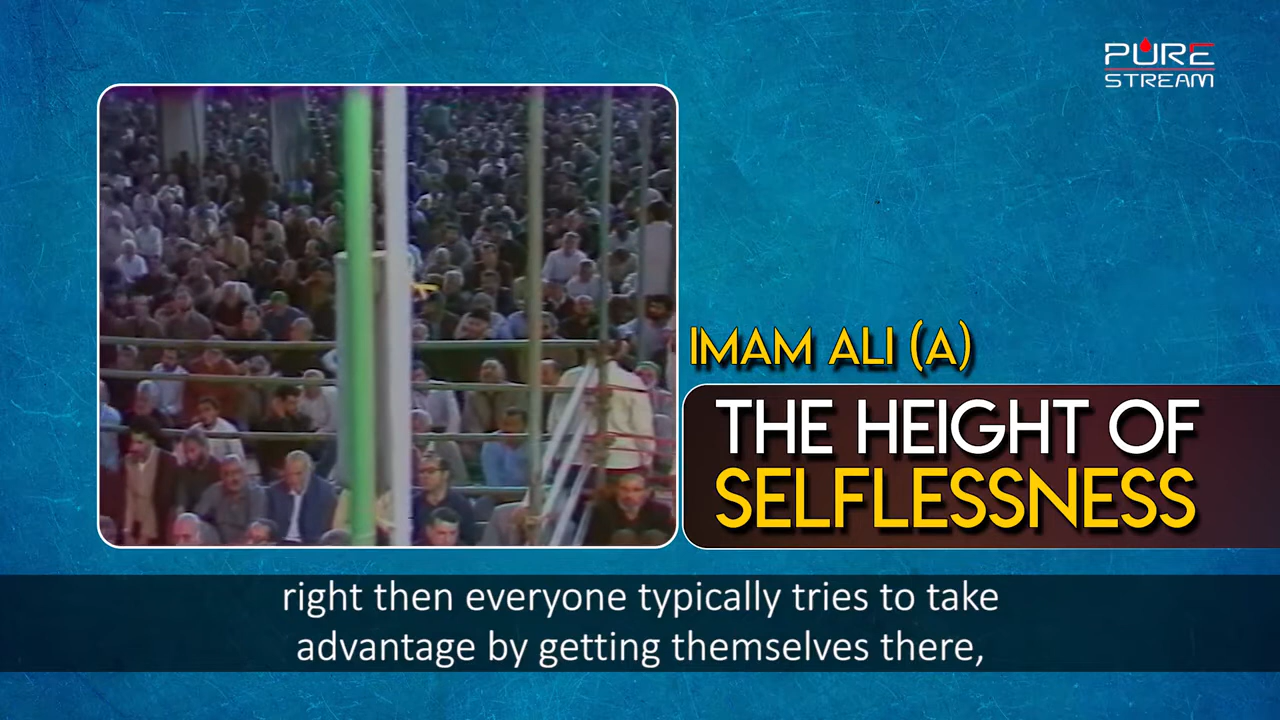 PURE
STREAM
IMAM ALI (A)
THE HEIGHT OF
SELFLESSNESS
right then everyone typically tries to take
advantage by getting themselves there,